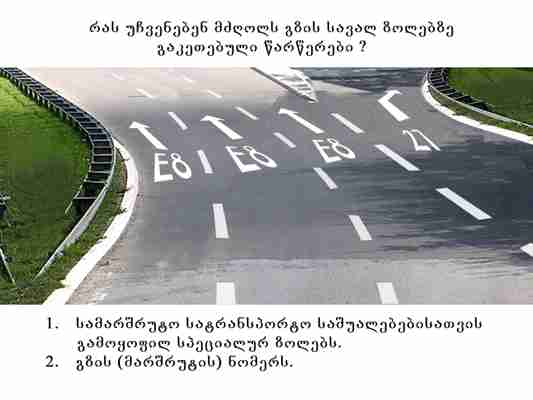 რას უჩვენებენ მძღოლს გზის სავალ ზოლებზე
გაკეთებული წარწერები ?
E8 E8 E8 27
1. სამარშრუტო სატრანსპორტო საშუალებებისათვის
გამოყოფილ სპეციალურ ზოლებს.
2. გზის (მარშრუტის) ნომერს.